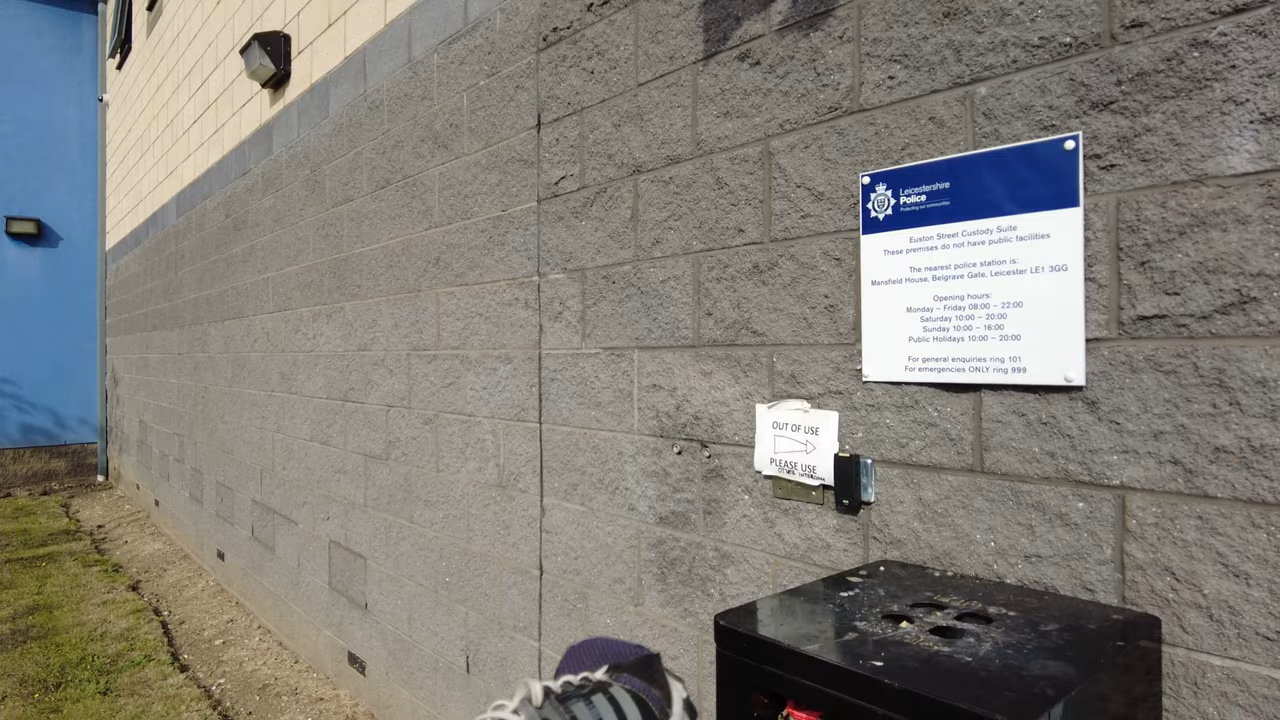 Leicestershire
Police
Protecting our communities
Euston Street Custody Suite
These premises do not have public facilities
The nearest police station is:
Mansfield House, Belgrave Gate, Leicester LE1 3GG
Opening hours:
Monday – Friday 08:00 – 22:00
Saturday 10:00 – 20:00
Sunday 10:00 – 16:00
Public Holidays 10:00 – 20:00
For general enquiries ring 101
For emergencies ONLY ring 999
OUT OF USE
PLEASE USE
OTHER INTERCOM